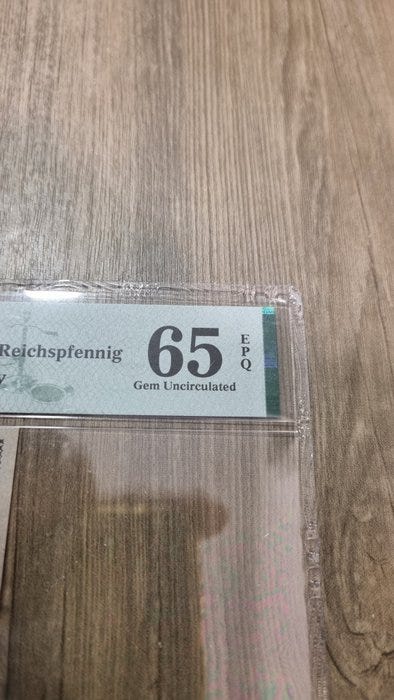 Reichspfennig
65
EPQ
Gem Uncirculated